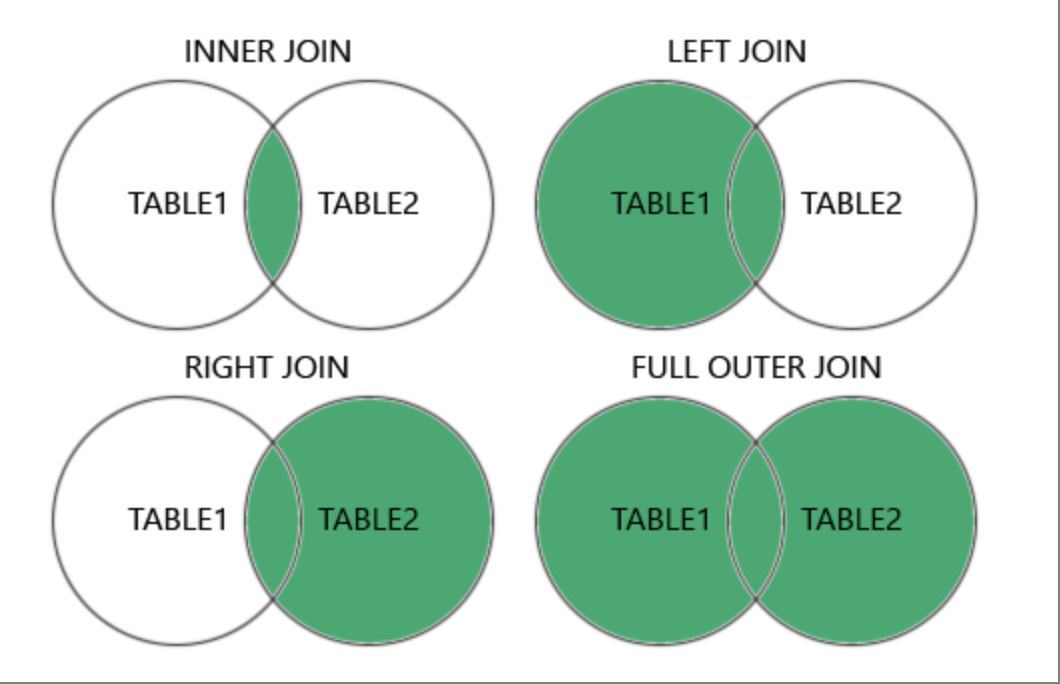 INNER JOIN
LEFT JOIN
TABLE1 TABLE2
TABLE1 TABLE2
RIGHT JOIN
FULL OUTER JOIN
TABLE1 TABLE2
TABLE1 TABLE2